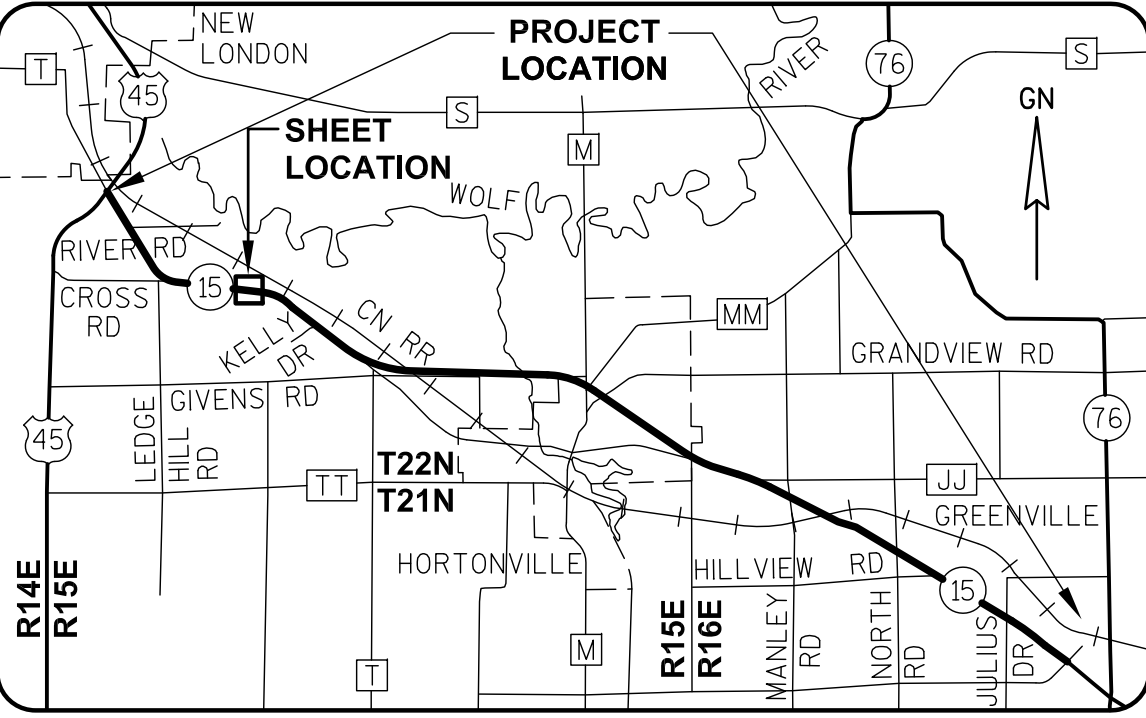 NEW
LONDON
PROJECT
LOCATION
RIVER
76
S
T
45
S
GN
SHEET
LOCATION
M
WOLF
RIVER RD
15
CROSS
RD
CN RR
MM
KELLY
DR
GRANDVIEW RD
GIVENS RD
LEDGE
HILL
RD
45
76
T22N
T21N
TT
JJ
GREENVILLE
HORTONVILLE
HILLVIEW RD
15
R14E
R15E
R15E
R16E
MANLEY
RD
NORTH
RD
JULIUS
DR
M
T